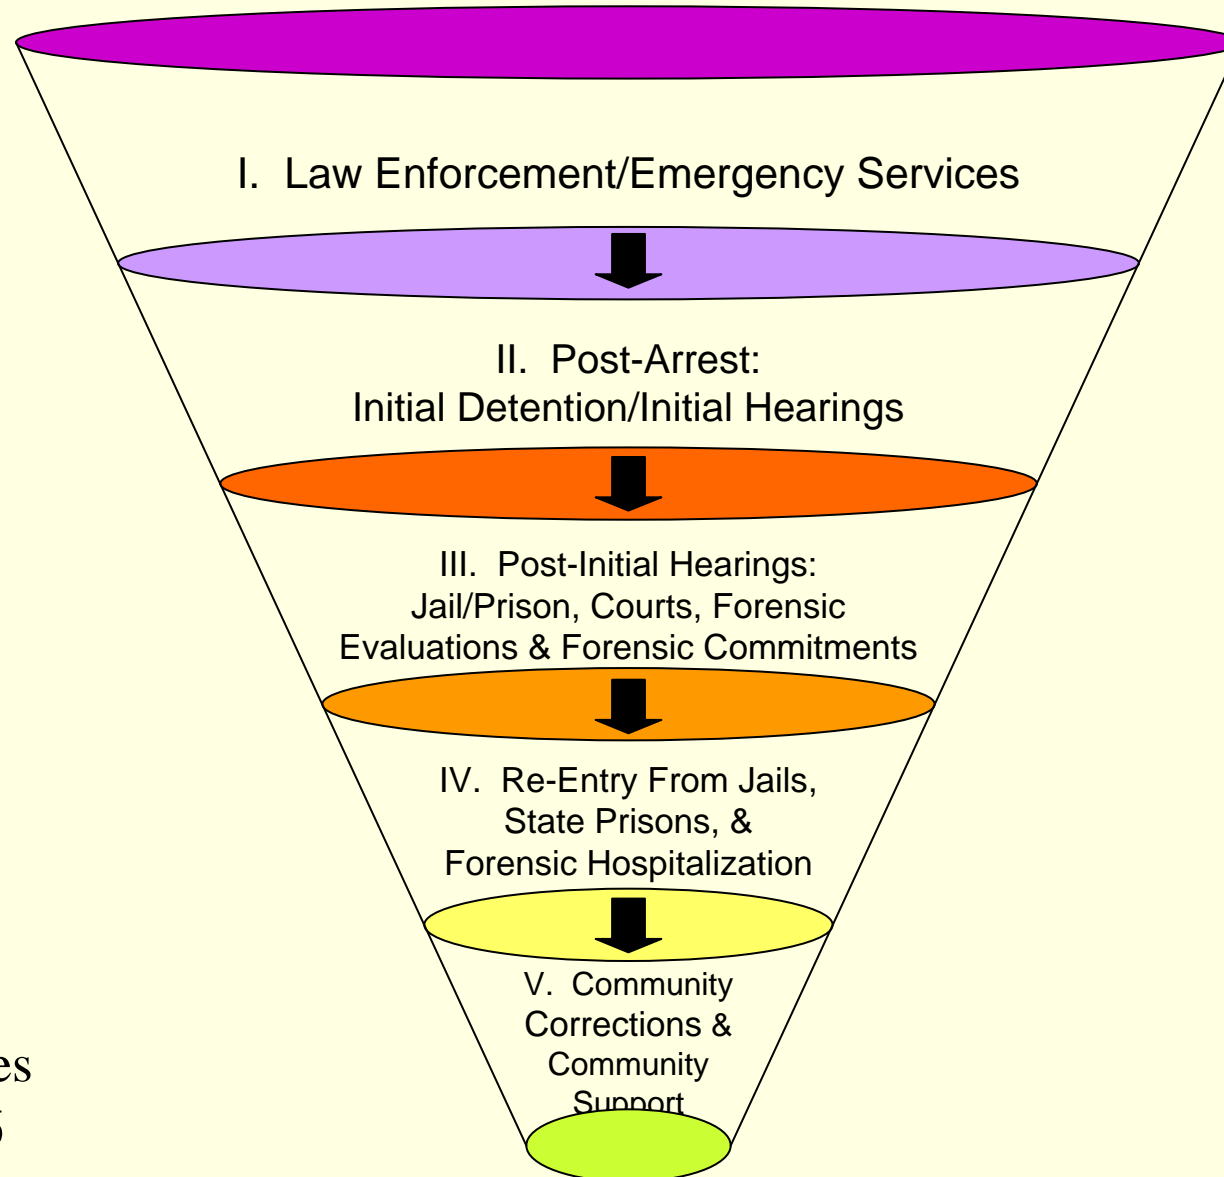 I. Law Enforcement/Emergency Services
II. Post-Arrest:
Initial Detention/Initial Hearings
III. Post-Initial Hearings:
Jail/Prison, Courts, Forensic
Evaluations & Forensic Commitments
IV. Re-Entry From Jails,
State Prisons, &
Forensic Hospitalization
V. Community
Corrections &
Community
Support